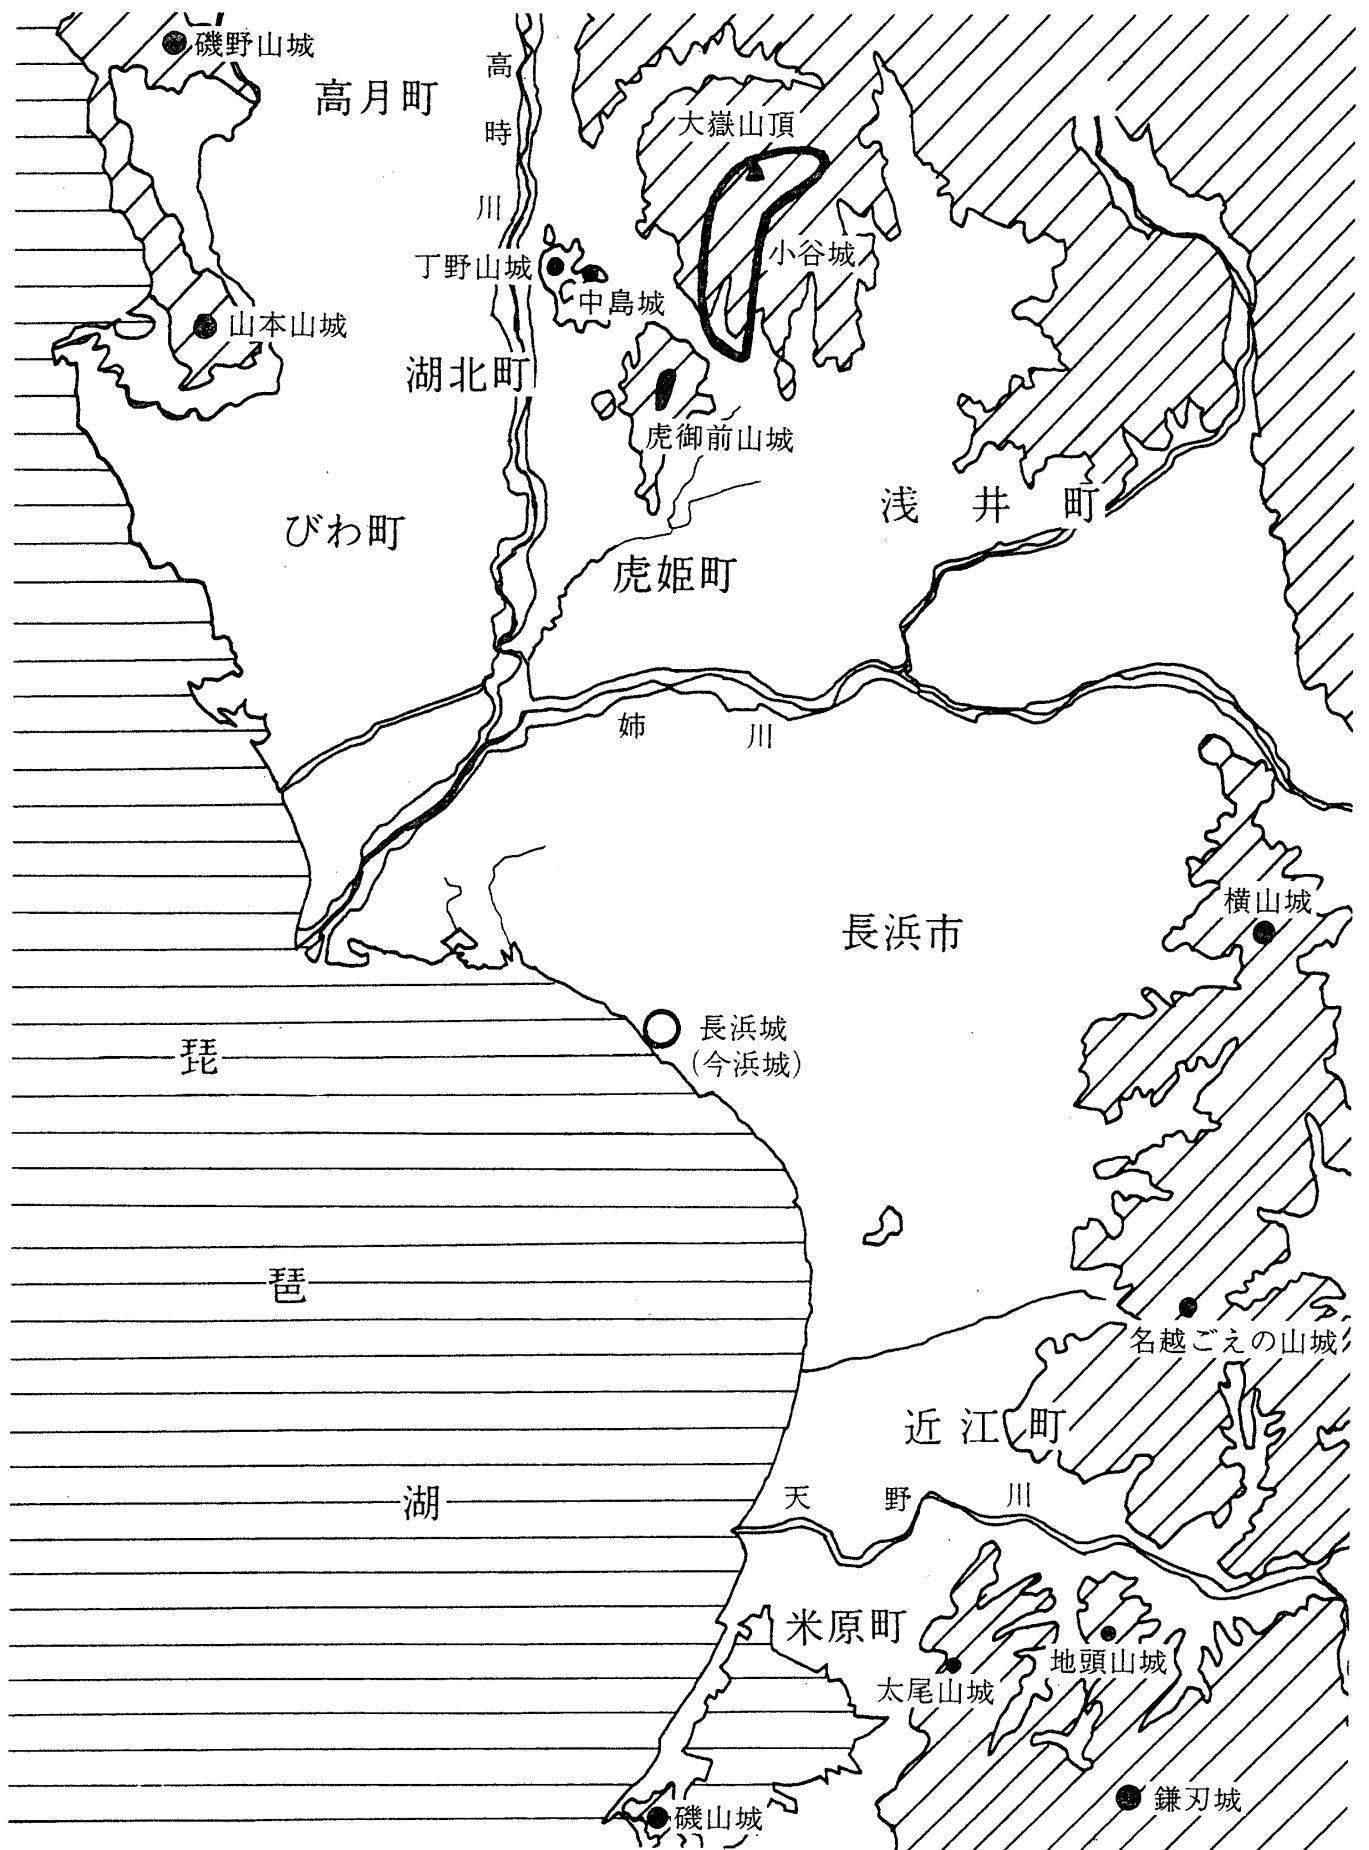 磯野山城
高月町
高時川
大嶽山頂
小谷城
丁野山城
中島城
山本山城
湖北町
虎御前山城
浅井町
びわ町
虎姫町
姉川
横山城
長浜市
長浜城
(今浜城)
琵琶湖
名越ごえの山城
近江町
天野川
米原町
地頭山城
太尾山城
鎌刃城
磯山城